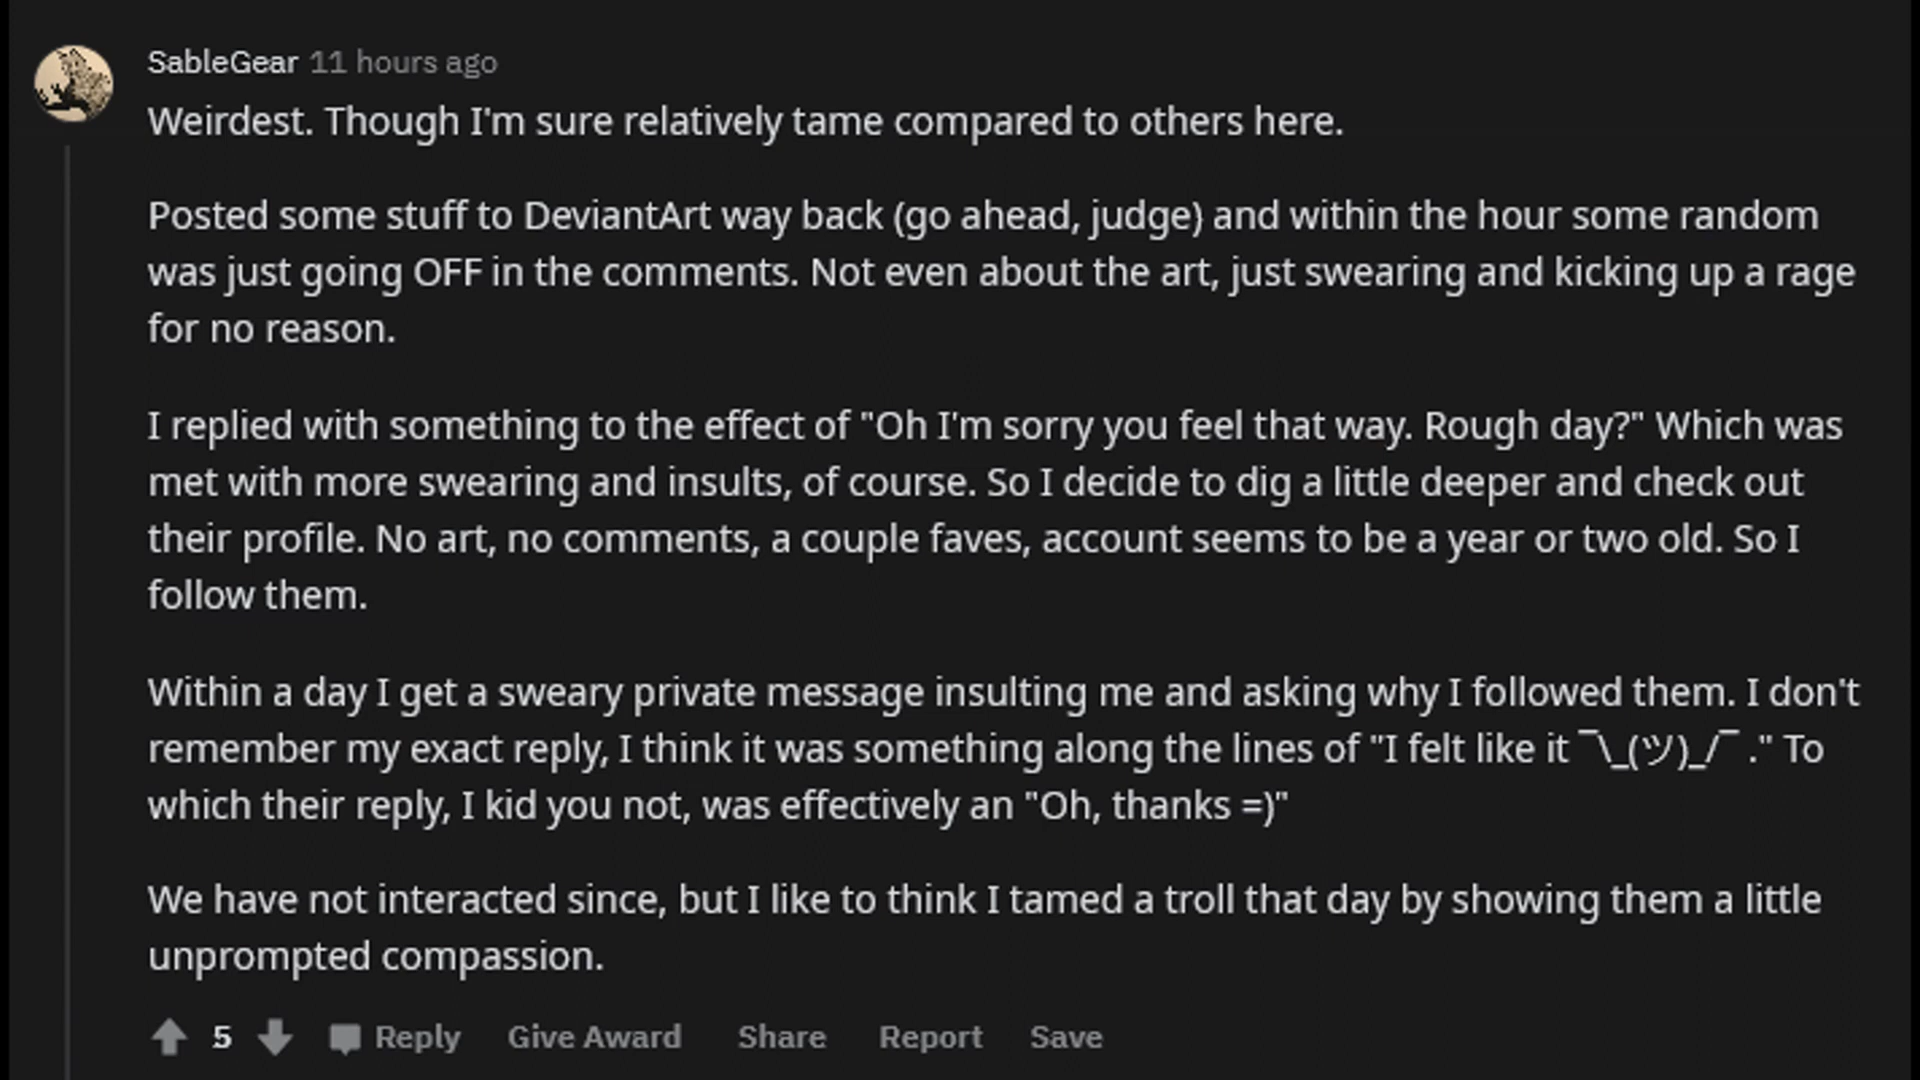 SableGear 11 hours ago
Weirdest. Though I'm sure relatively tame compared to others here.
Posted some stuff to DeviantArt way back (go ahead, judge) and within the hour some random
was just going OFF in the comments. Not even about the art, just swearing and kicking up a rage
for no reason.
I replied with something to the effect of "Oh I'm sorry you feel that way. Rough day?" Which was
met with more swearing and insults, of course. So I decide to dig a little deeper and check out
their profile. No art, no comments, a couple faves, account seems to be a year or two old. So I
follow them.
Within a day I get a sweary private message insulting me and asking why I followed them. I don't
remember my exact reply, I think it was something along the lines of "I felt like it ¯\_(ツ)_/¯ ." To
which their reply, I kid you not, was effectively an "Oh, thanks =)"
We have not interacted since, but I like to think I tamed a troll that day by showing them a little
unprompted compassion.
5 Reply Give Award Share Report Save